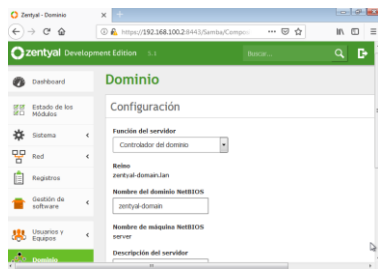 Zentyal - Dominio
https://192.168.100.2:8443/Samba/Compo
zentyal Development Edition 5.1
Buscar...
Dashboard
Estado de los
Módulos
Sistema
Red
Registros
Gestión de
software
Usuarios y
Equipos
Dominio
Dominio
Configuración
Función del servidor
Controlador del dominio
Reino
zentyal-domain.lan
Nombre del dominio NetBIOS
zentyal-domain
Nombre de máquina NetBIOS
server
Descripción del servidor